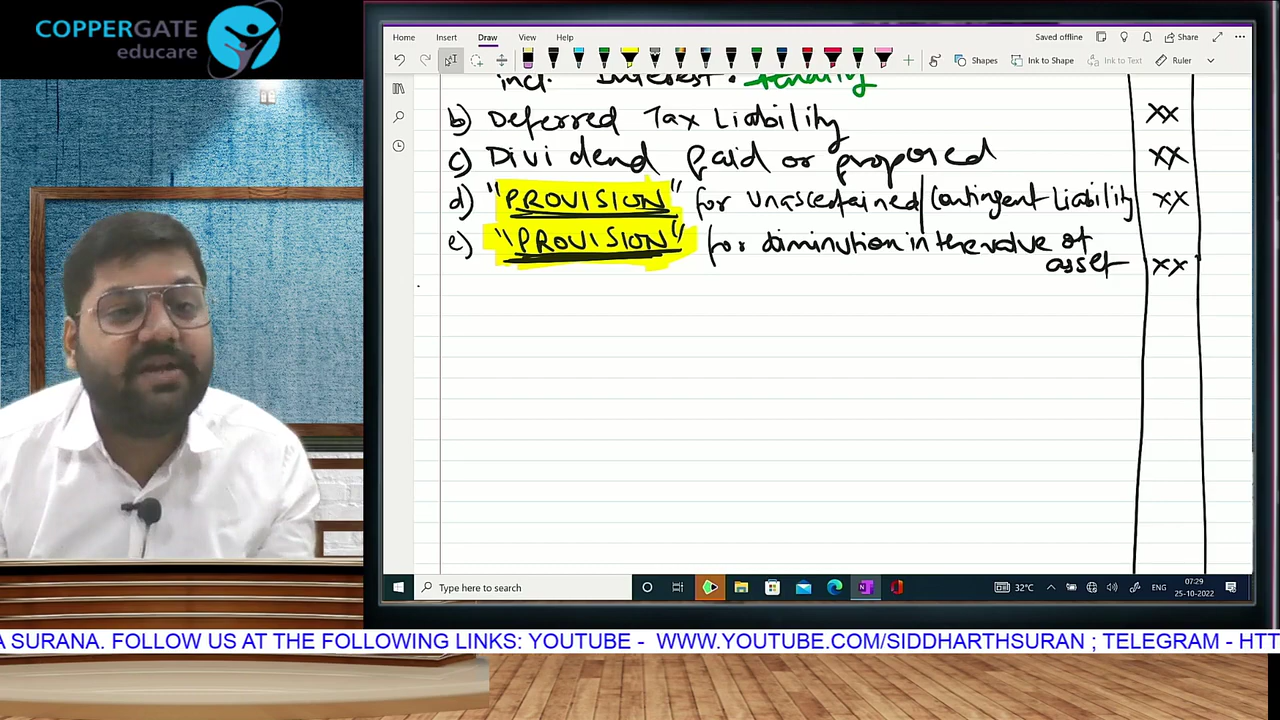 COPPERGATE
educare
Home Insert Draw View Help
Saved offline
Share
Shapes
Ink to Shape
Ink to Text
Ruler
incl. Interest + Penalty
b) Deferred Tax Liability xx
c) Dividend paid or proposed xx
d) "PROVISION" for Unascertained/Contingent Liability xx
e) "PROVISION" for diminution in the value of
asset xx
Type here to search
32°C
ENG
07:29
25-10-2022
A SURANA. FOLLOW US AT THE FOLLOWING LINKS: YOUTUBE - WWW.YOUTUBE.COM/SIDDHARTHSURAN ; TELEGRAM - HTT